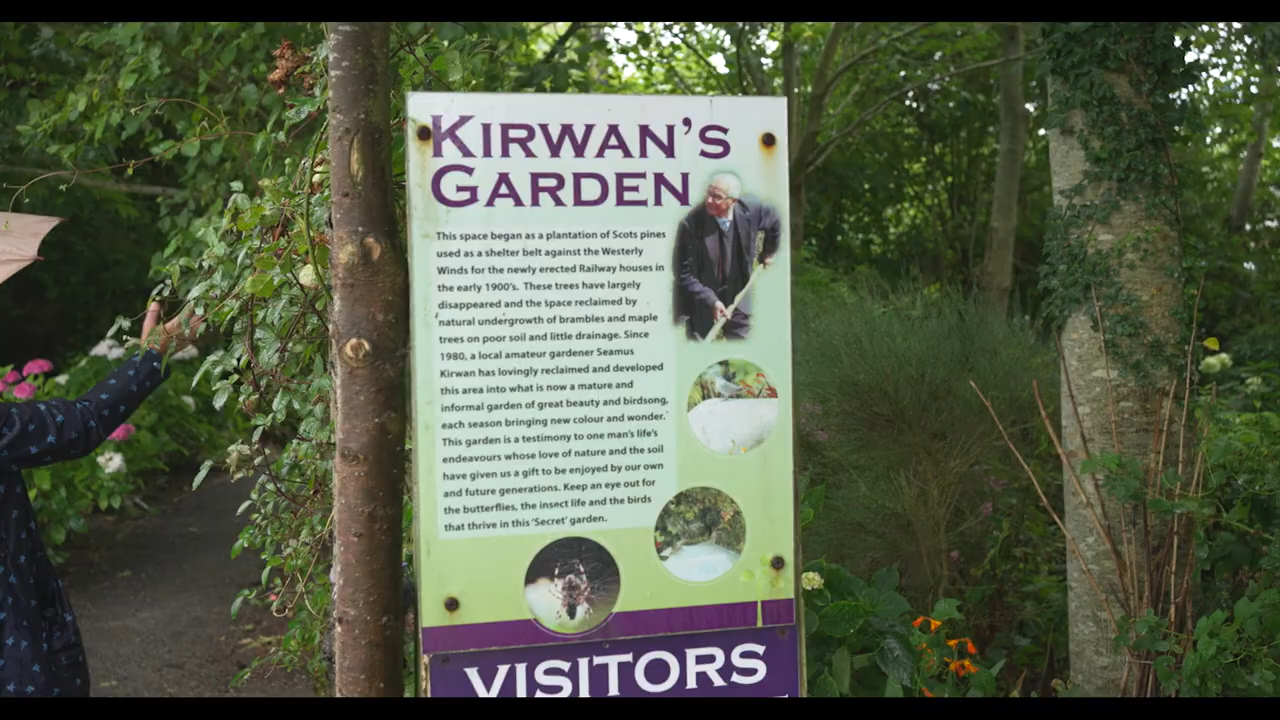 KIRWAN'S
GARDEN
This space began as a plantation of Scots pines
used as a shelter belt against the Westerly
Winds for the newly erected Railway houses in
the early 1900's. These trees have largely
disappeared and the space reclaimed by
natural undergrowth of brambles and maple
trees on poor soil and little drainage. Since
1980, a local amateur gardener Seamus
Kirwan has lovingly reclaimed and developed
this area into what is now a mature and
informal garden of great beauty and birdsong,
each season bringing new colour and wonder.
This garden is a testimony to one man's life's
endeavours whose love of nature and the soil
have given us a gift to be enjoyed by our own
and future generations. Keep an eye out for
the butterflies, the insect life and the birds
that thrive in this 'Secret' garden.
VISITORS